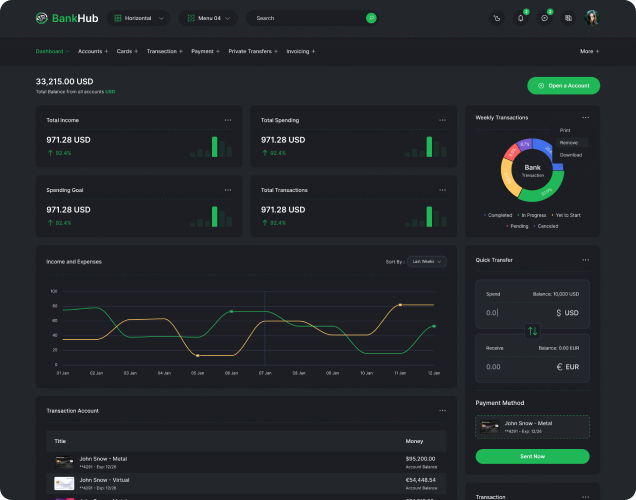 BankHub
Horizontal
Menu 04
Search
Dashboard
Accounts +
Cards +
Transection +
Payment +
Private Transfers +
Invoicing +
More +
33,215.00 USD
Total Balance from all accounts USD
Open a Account
Total Income
971.28 USD
92.4%
Total Spending
971.28 USD
92.4%
Spending Goal
971.28 USD
92.4%
Total Transactions
971.28 USD
92.4%
Weekly Transactions
Print
Remove
Download
Bank
Transaction
Completed
In Progress
Yet to Start
Pending
Canceled
Income and Expenses
Sort By :
Last Weeks
100
80
60
40
20
0
01 Jan
02 Jan
03 Jan
04 Jan
05 Jan
06 Jan
07 Jan
08 Jan
09 Jan
10 Jan
11 Jan
12 Jan
Quick Transfer
Spend
Balance: 10,000 USD
0.0
$ USD
Receive
Balance: 0.00 EUR
0.00
€ EUR
Payment Method
John Snow - Metal
**4291 - Exp: 12/26
Sent Now
Transaction Account
Title
Money
John Snow - Metal
**4291 - Exp: 12/26
$95,200.00
Account Balance
John Snow - Virtual
**4291 - Exp: 12/26
€54,448.54
Account Balance
Transaction